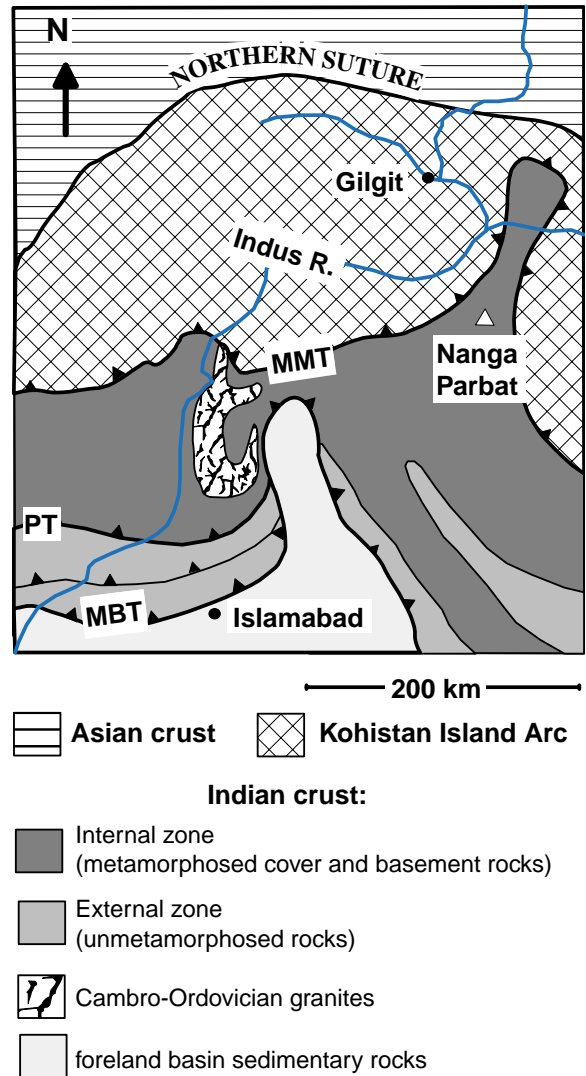 N
NORTHERN SUTURE
Gilgit
Indus R.
MMT
Nanga
Parbat
PT
MBT
Islamabad
200 km
Asian crust
Kohistan Island Arc
Indian crust:
Internal zone
(metamorphosed cover and basement rocks)
External zone
(unmetamorphosed rocks)
Cambro-Ordovician granites
foreland basin sedimentary rocks